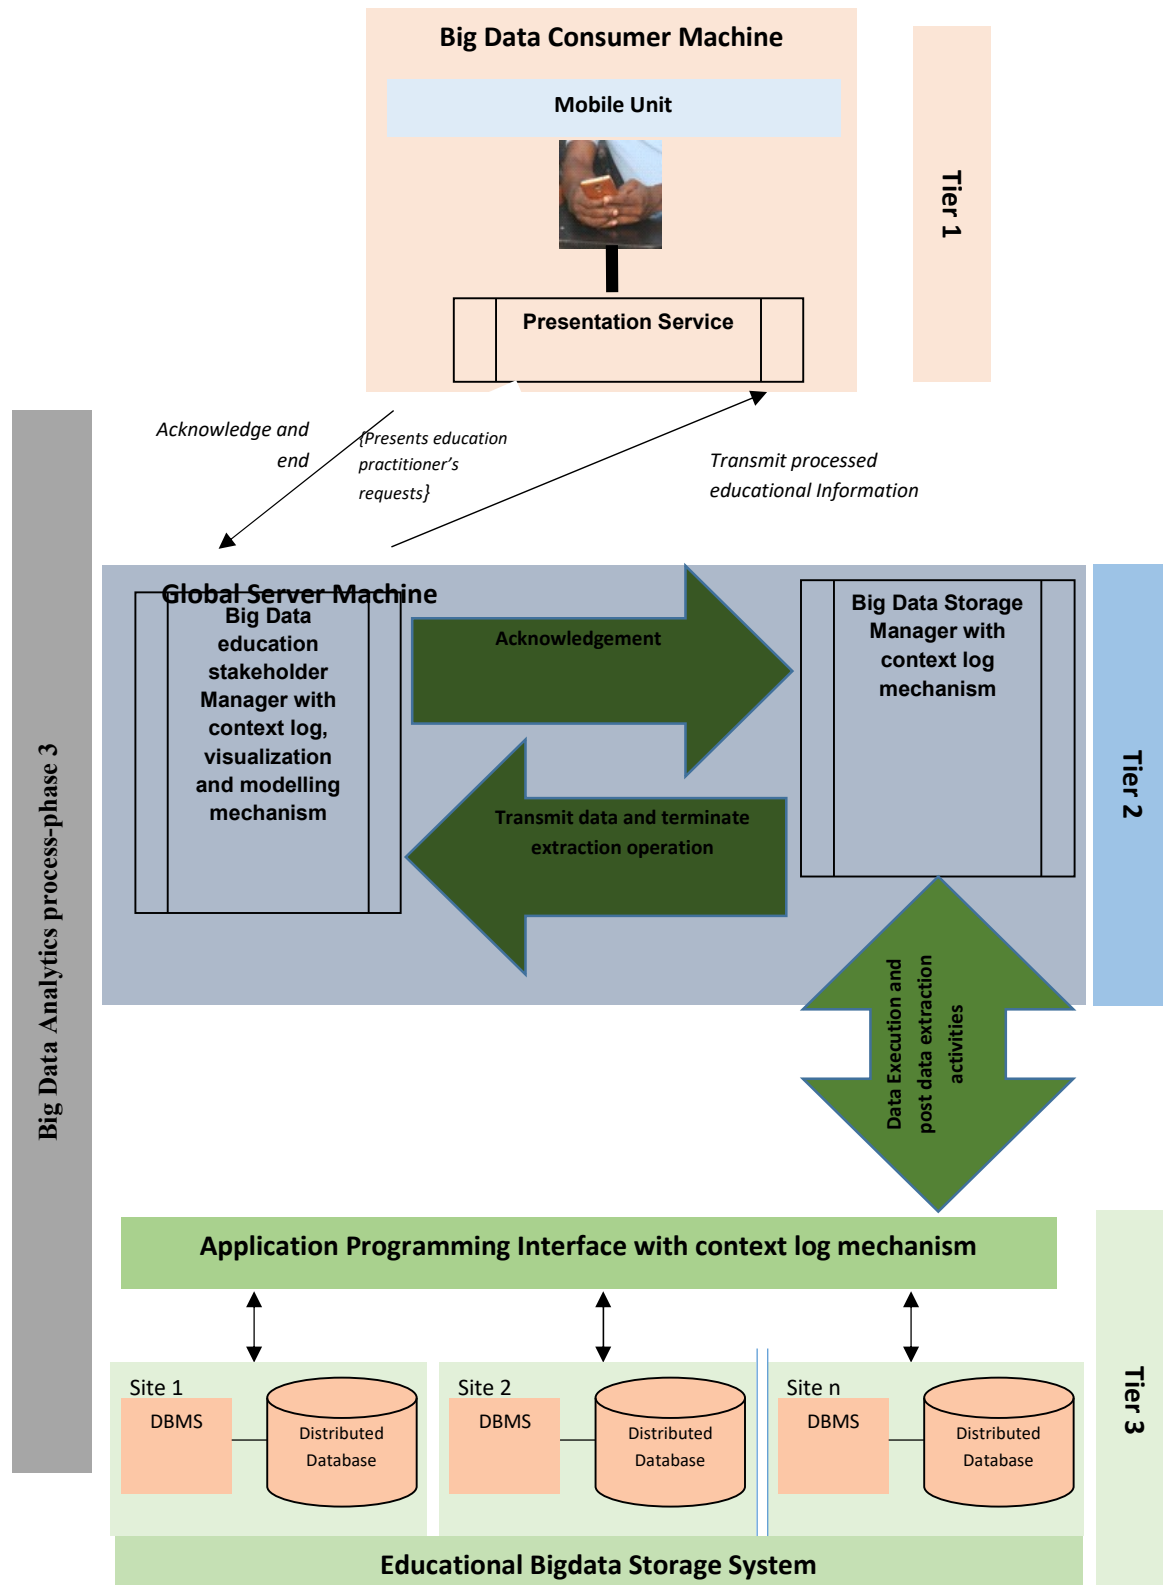 Big Data Consumer Machine
Mobile Unit
Tier 1
Presentation Service
Acknowledge and
end
{Presents education
practitioner's
requests}
Transmit processed
educational Information
Big Data Analytics process-phase 3
Global Server Machine
Big Data
education
stakeholder
Manager with
context log,
visualization
and modelling
mechanism
Acknowledgement
Transmit data and terminate
extraction operation
Big Data Storage
Manager with
context log
mechanism
Tier 2
Data Execution and
post data extraction
activities
Application Programming Interface with context log mechanism
Site 1
DBMS
Distributed
Database
Site 2
DBMS
Distributed
Database
Site n
DBMS
Distributed
Database
Tier 3
Educational Bigdata Storage System